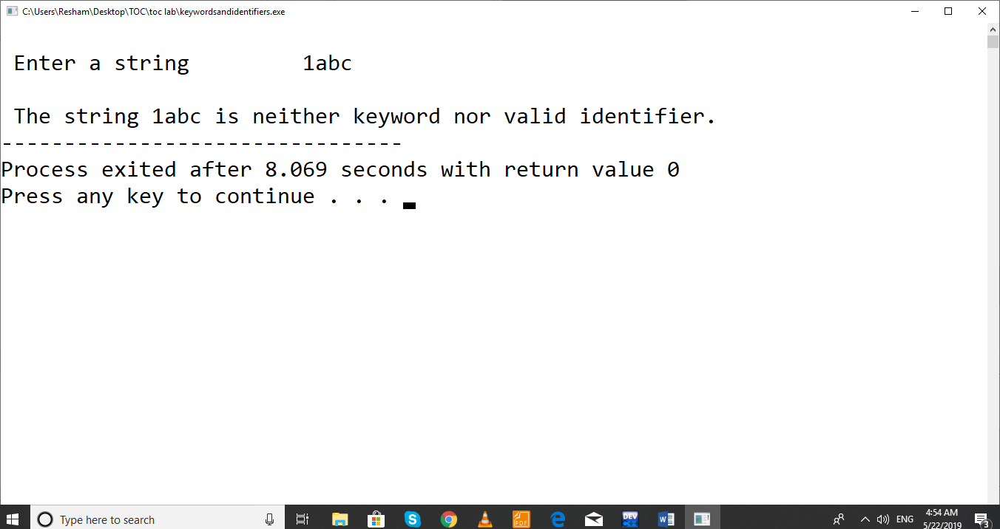 C:\Users\Resham\Desktop\TOC\toc lab\keywordsandidentifiers.exe
Enter a string 1abc
The string 1abc is neither keyword nor valid identifier.
--------------------------------
Process exited after 8.069 seconds with return value 0
Press any key to continue . . .
Type here to search
S
PDF
e
DEV
C++
W
ENG
4:54 AM
5/22/2019
3